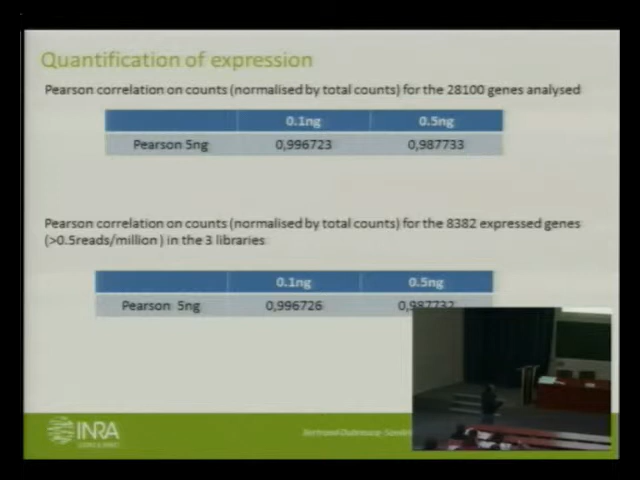 Quantification of expression
Pearson correlation on counts (normalised by total counts) for the 28100 genes analysed
0.1ng 0.5ng
Pearson 5ng 0,996723 0,987733
Pearson correlation on counts (normalised by total counts) for the 8382 expressed genes
(>0.5reads/million ) in the 3 libraries
0.1ng 0.5ng
Pearson 5ng 0,996726 0,987732
INRA